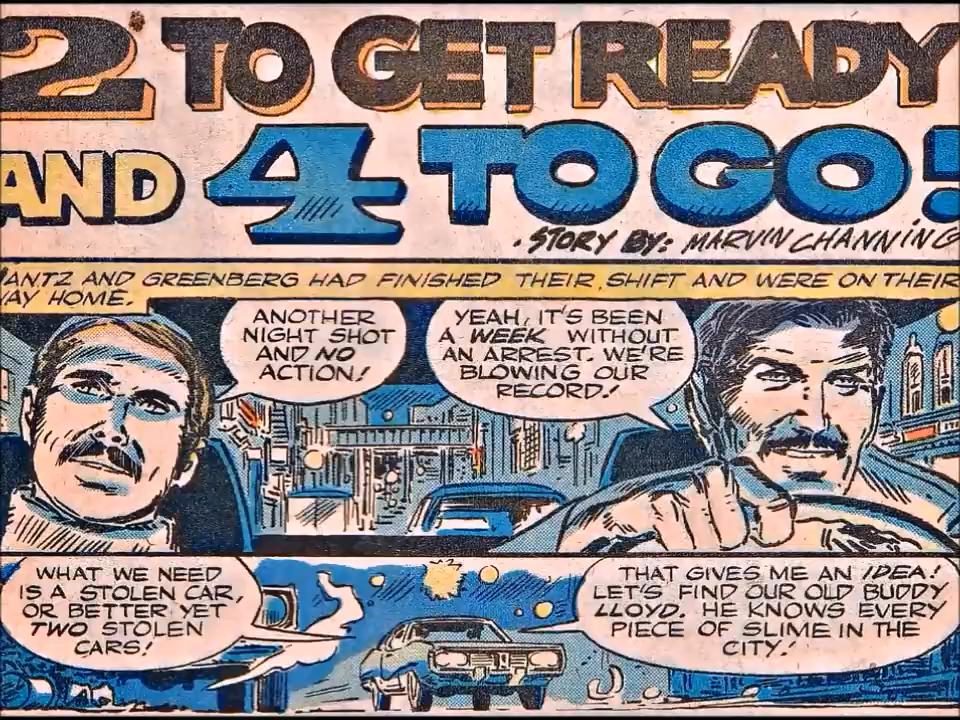 2 TO GET READY
AND 4 TO GO!
. STORY BY: MARVIN CHANNING
ANTZ AND GREENBERG HAD FINISHED THEIR SHIFT AND WERE ON THEIR
AY HOME.
ANOTHER
NIGHT SHOT
AND NO
ACTION!
YEAH, IT'S BEEN
A WEEK WITHOUT
AN ARREST. WE'RE
BLOWING OUR
RECORD!
WHAT WE NEED
IS A STOLEN CAR,
OR BETTER YET
TWO STOLEN
CARS!
THAT GIVES ME AN IDEA!
LET'S FIND OUR OLD BUDDY
LLOYD. HE KNOWS EVERY
PIECE OF SLIME IN THE
CITY!